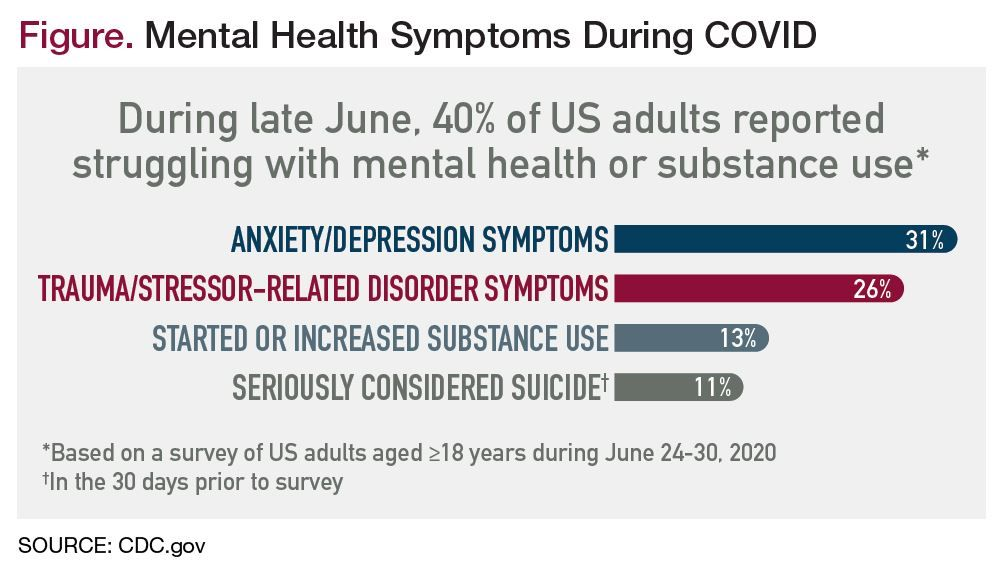 Figure. Mental Health Symptoms During COVID
During late June, 40% of US adults reported
struggling with mental health or substance use*
ANXIETY/DEPRESSION SYMPTOMS 31%
TRAUMA/STRESSOR-RELATED DISORDER SYMPTOMS 26%
STARTED OR INCREASED SUBSTANCE USE 13%
SERIOUSLY CONSIDERED SUICIDE† 11%
*Based on a survey of US adults aged ≥18 years during June 24-30, 2020
†In the 30 days prior to survey
SOURCE: CDC.gov